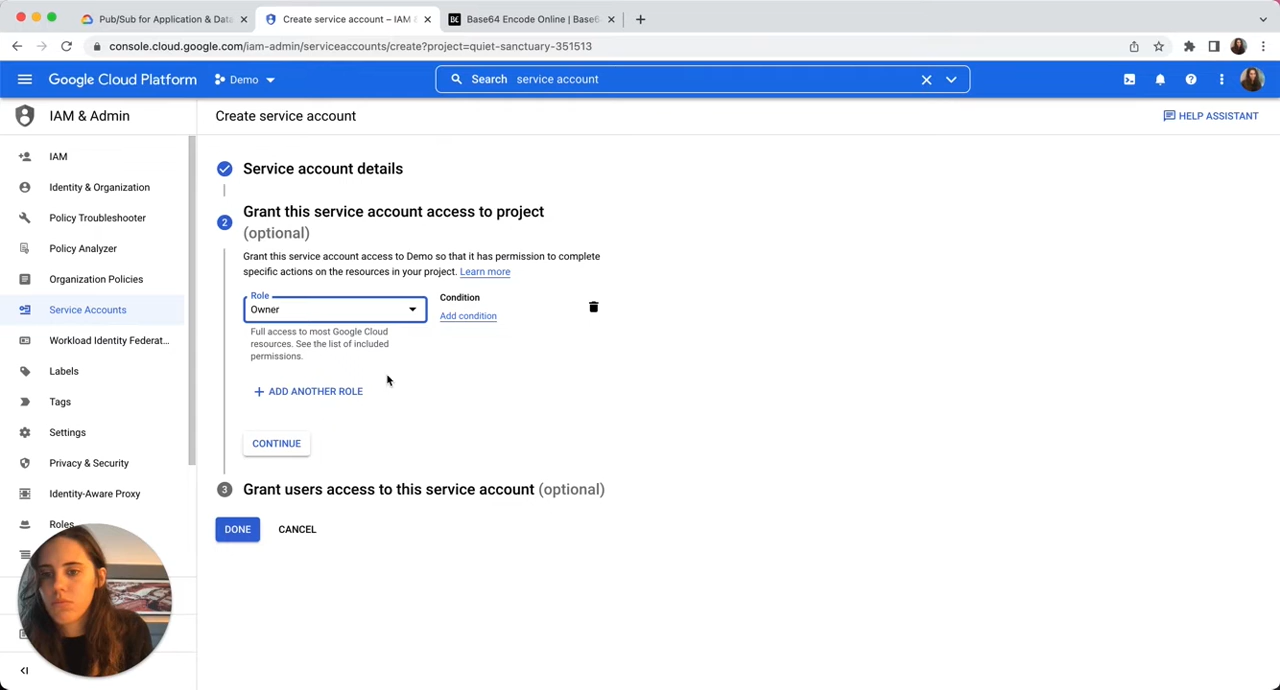 Pub/Sub for Application & Data
Create service account – IAM &
Base64 Encode Online | Base6
console.cloud.google.com/iam-admin/serviceaccounts/create?project=quiet-sanctuary-351513
Google Cloud Platform
Demo
Search service account
IAM & Admin
Create service account
HELP ASSISTANT
IAM
Identity & Organization
Policy Troubleshooter
Policy Analyzer
Organization Policies
Service Accounts
Workload Identity Federat...
Labels
Tags
Settings
Privacy & Security
Identity-Aware Proxy
Roles
Service account details
2
Grant this service account access to project
(optional)
Grant this service account access to Demo so that it has permission to complete
specific actions on the resources in your project. Learn more
Role
Owner
Condition
Add condition
Full access to most Google Cloud
resources. See the list of included
permissions.
ADD ANOTHER ROLE
CONTINUE
3
Grant users access to this service account (optional)
DONE
CANCEL